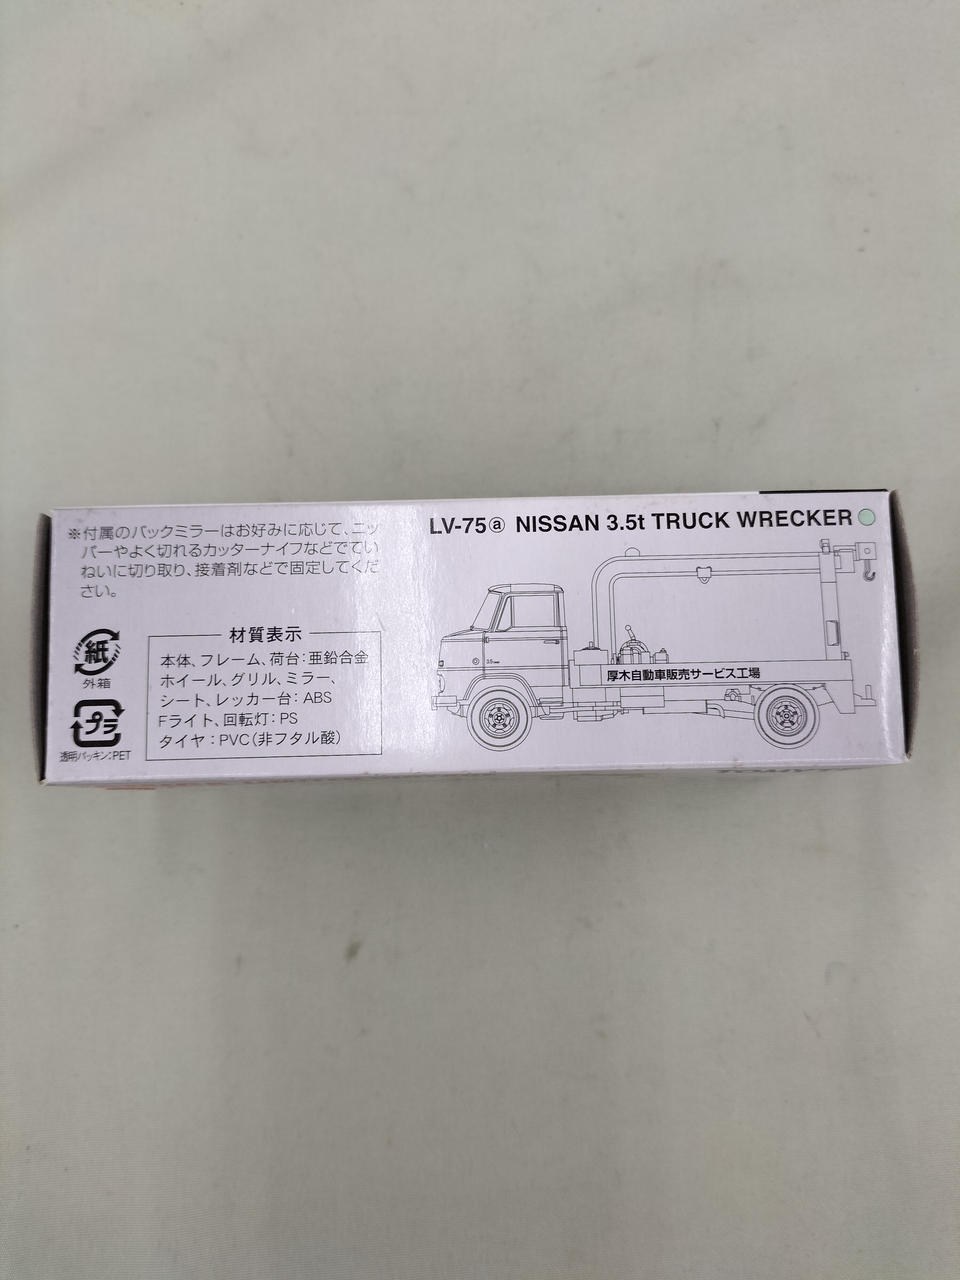 ※付属のバックミラーはお好みに応じて、ニッ
パーやよく切れるカッターナイフなどでてい
ねいに切り取り、接着剤などで固定してくだ
さい。
LV-75ⓐ NISSAN 3.5t TRUCK WRECKER
紙
外箱
プラ
透明パッキン:PET
材質表示
本体、フレーム、荷台:亜鉛合金
ホイール、グリル、ミラー、
シート、レッカー台:ABS
Fライト、回転灯:PS
タイヤ:PVC(非フタル酸)
厚木自動車販売サービス工場